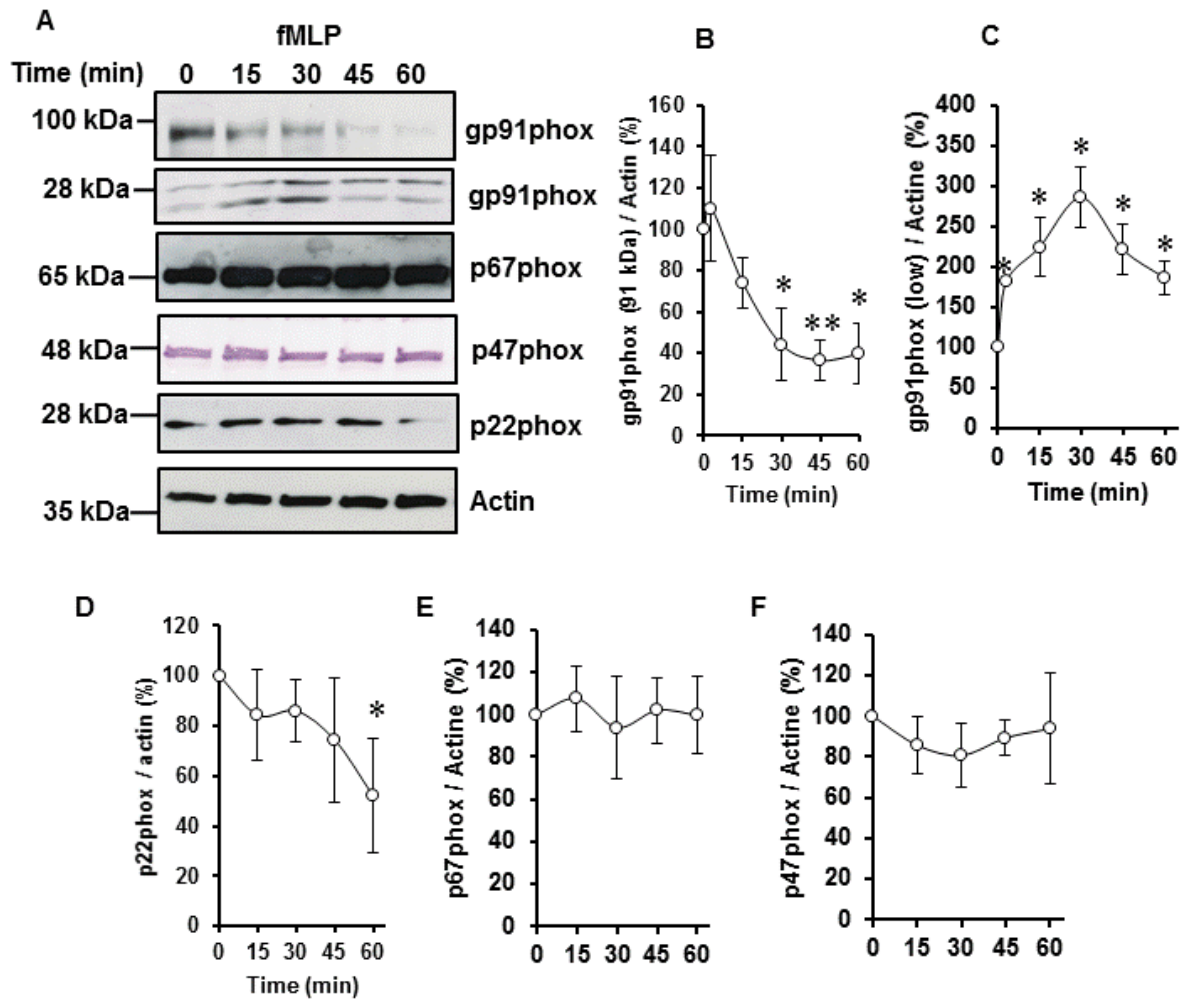 A
fMLP
Time (min) 0 15 30 45 60
100 kDa gp91phox
28 kDa gp91phox
65 kDa p67phox
48 kDa p47phox
28 kDa p22phox
35 kDa Actin
B
gp91phox (91 kDa) / Actin (%)
160
140
120
100
80
60
40
20
0
* ** *
0 15 30 45 60
Time (min)
C
gp91phox (low) / Actine (%)
400
350
300
250
200
150
100
50
0
* * * * *
0 15 30 45 60
Time (min)
D
p22phox / actin (%)
120
100
80
60
40
20
0
*
0 15 30 45 60
Time (min)
E
p67phox / Actine (%)
140
120
100
80
60
40
20
0
0 15 30 45 60
F
p47phox / Actine (%)
140
120
100
80
60
40
20
0
0 15 30 45 60